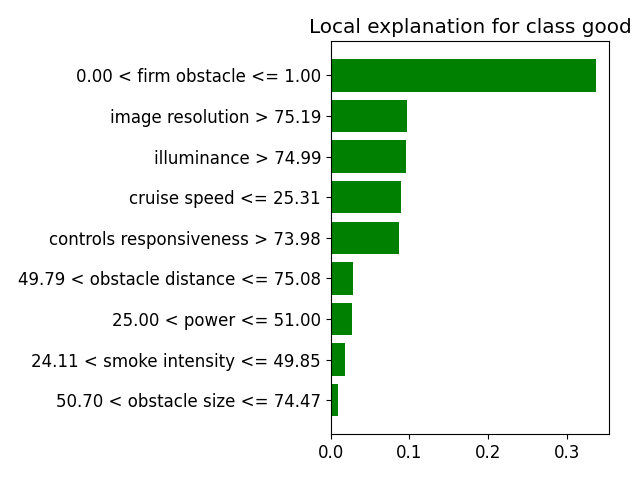 Local explanation for class good
0.00 < firm obstacle <= 1.00
image resolution > 75.19
illuminance > 74.99
cruise speed <= 25.31
controls responsiveness > 73.98
49.79 < obstacle distance <= 75.08
25.00 < power <= 51.00
24.11 < smoke intensity <= 49.85
50.70 < obstacle size <= 74.47
0.0 0.1 0.2 0.3